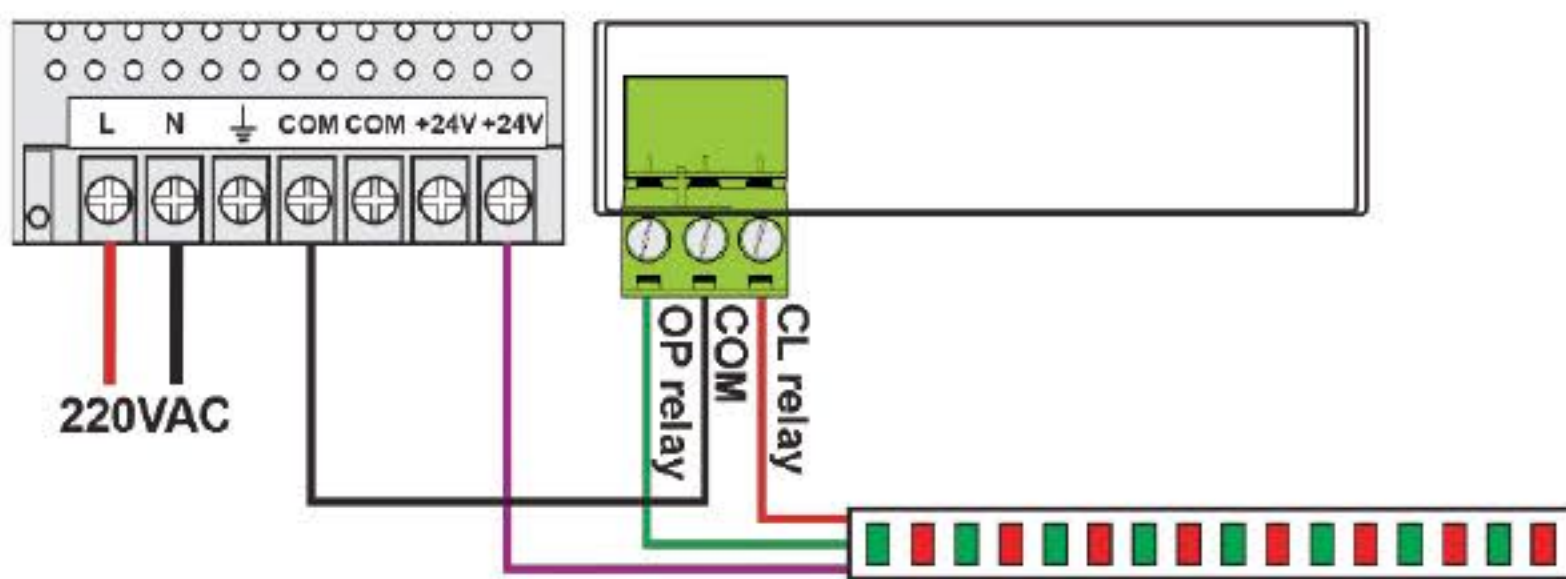 L N COM COM +24V +24V
220VAC
OP relay
COM
CL relay